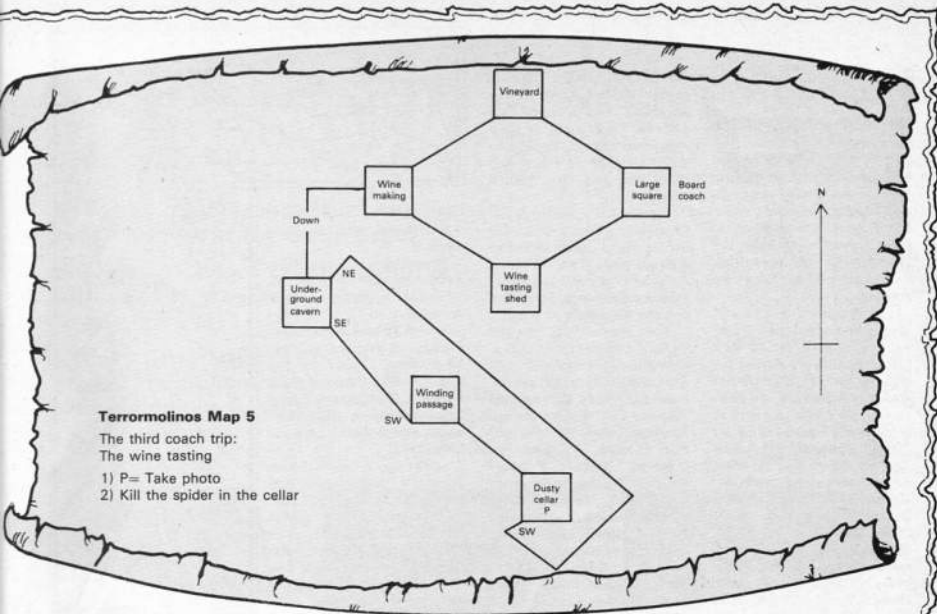 Vineyard
Wine
making
Large
square
Board
coach
N
Down
Wine
tasting
shed
NE
Under-
ground
cavern
SE
Winding
passage
SW
Terrormolinos Map 5
The third coach trip:
The wine tasting
1) P= Take photo
2) Kill the spider in the cellar
Dusty
cellar
P
SW